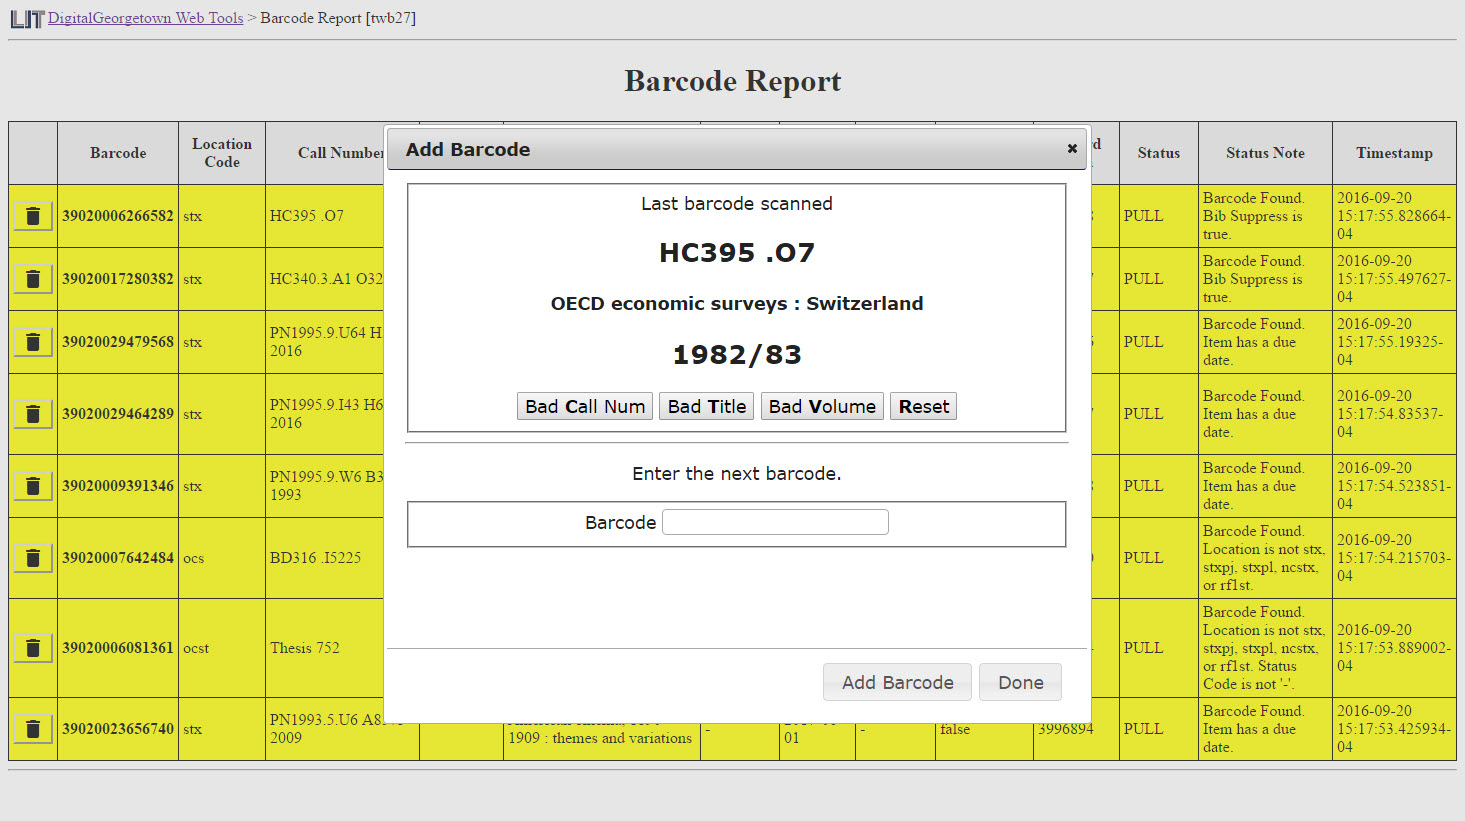 LIT DigitalGeorgetown Web Tools > Barcode Report [twb27]
Barcode Report
Barcode
Location
Code
Call Number
Status
Status Note
Timestamp
39020006266582 stx HC395 .O7 PULL
Barcode Found.
Bib Suppress is
true.
2016-09-20
15:17:55.828664-
04
39020017280382 stx HC340.3.A1 O32 PULL
Barcode Found.
Bib Suppress is
true.
2016-09-20
15:17:55.497627-
04
39020029479568 stx PN1995.9.U64 H
2016
PULL
Barcode Found.
Item has a due
date.
2016-09-20
15:17:55.19325-
04
39020029464289 stx PN1995.9.I43 H6
2016
PULL
Barcode Found.
Item has a due
date.
2016-09-20
15:17:54.83537-
04
39020009391346 stx PN1995.9.W6 B3
1993
PULL
Barcode Found.
Item has a due
date.
2016-09-20
15:17:54.523851-
04
39020007642484 ocs BD316 .I5225 PULL
Barcode Found.
Location is not stx,
stxpj, stxpl, ncstx,
or rf1st.
2016-09-20
15:17:54.215703-
04
39020006081361 ocst Thesis 752 PULL
Barcode Found.
Location is not stx,
stxpj, stxpl, ncstx,
or rf1st. Status
Code is not '-'.
2016-09-20
15:17:53.889002-
04
39020023656740 stx PN1993.5.U6
2009
1909 : themes and variations
-
01
-
false
3996894
PULL
Barcode Found.
Item has a due
date.
2016-09-20
15:17:53.425934-
04
Add Barcode
Last barcode scanned
HC395 .O7
OECD economic surveys : Switzerland
1982/83
Bad Call Num Bad Title Bad Volume Reset
Enter the next barcode.
Barcode
Add Barcode Done